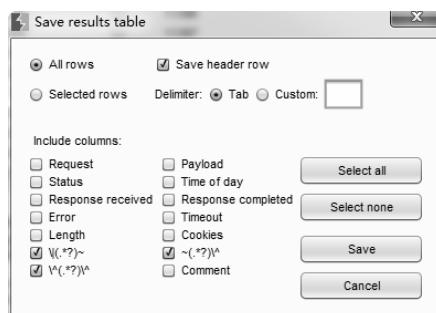 Save results table
All rows
Save header row
Selected rows
Delimiter: Tab Custom:
Include columns:
Request
Payload
Status
Time of day
Response received
Response completed
Error
Timeout
Length
Cookies
\|(.*?)~
~(.*?)\^
\^(.*?)\^
Comment
Select all
Select none
Save
Cancel